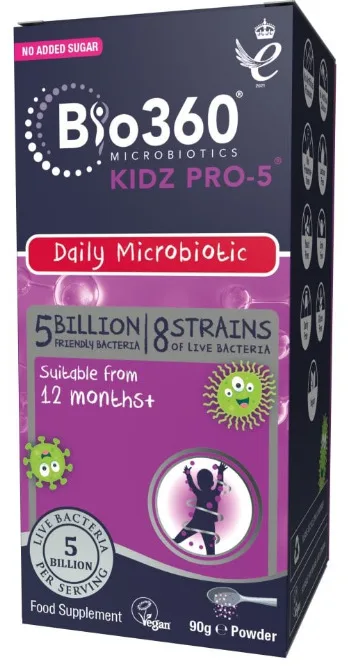 NO ADDED SUGAR
Bio360®
MICROBIOTICS
KIDZ PRO-5®
Daily Microbiotic
5 BILLION | 8 STRAINS
FRIENDLY BACTERIA | OF LIVE BACTERIA
Suitable from
12 months+
LIVE BACTERIA
5
BILLION
PER SERVING
Food Supplement
Vegan
90g ℮ Powder